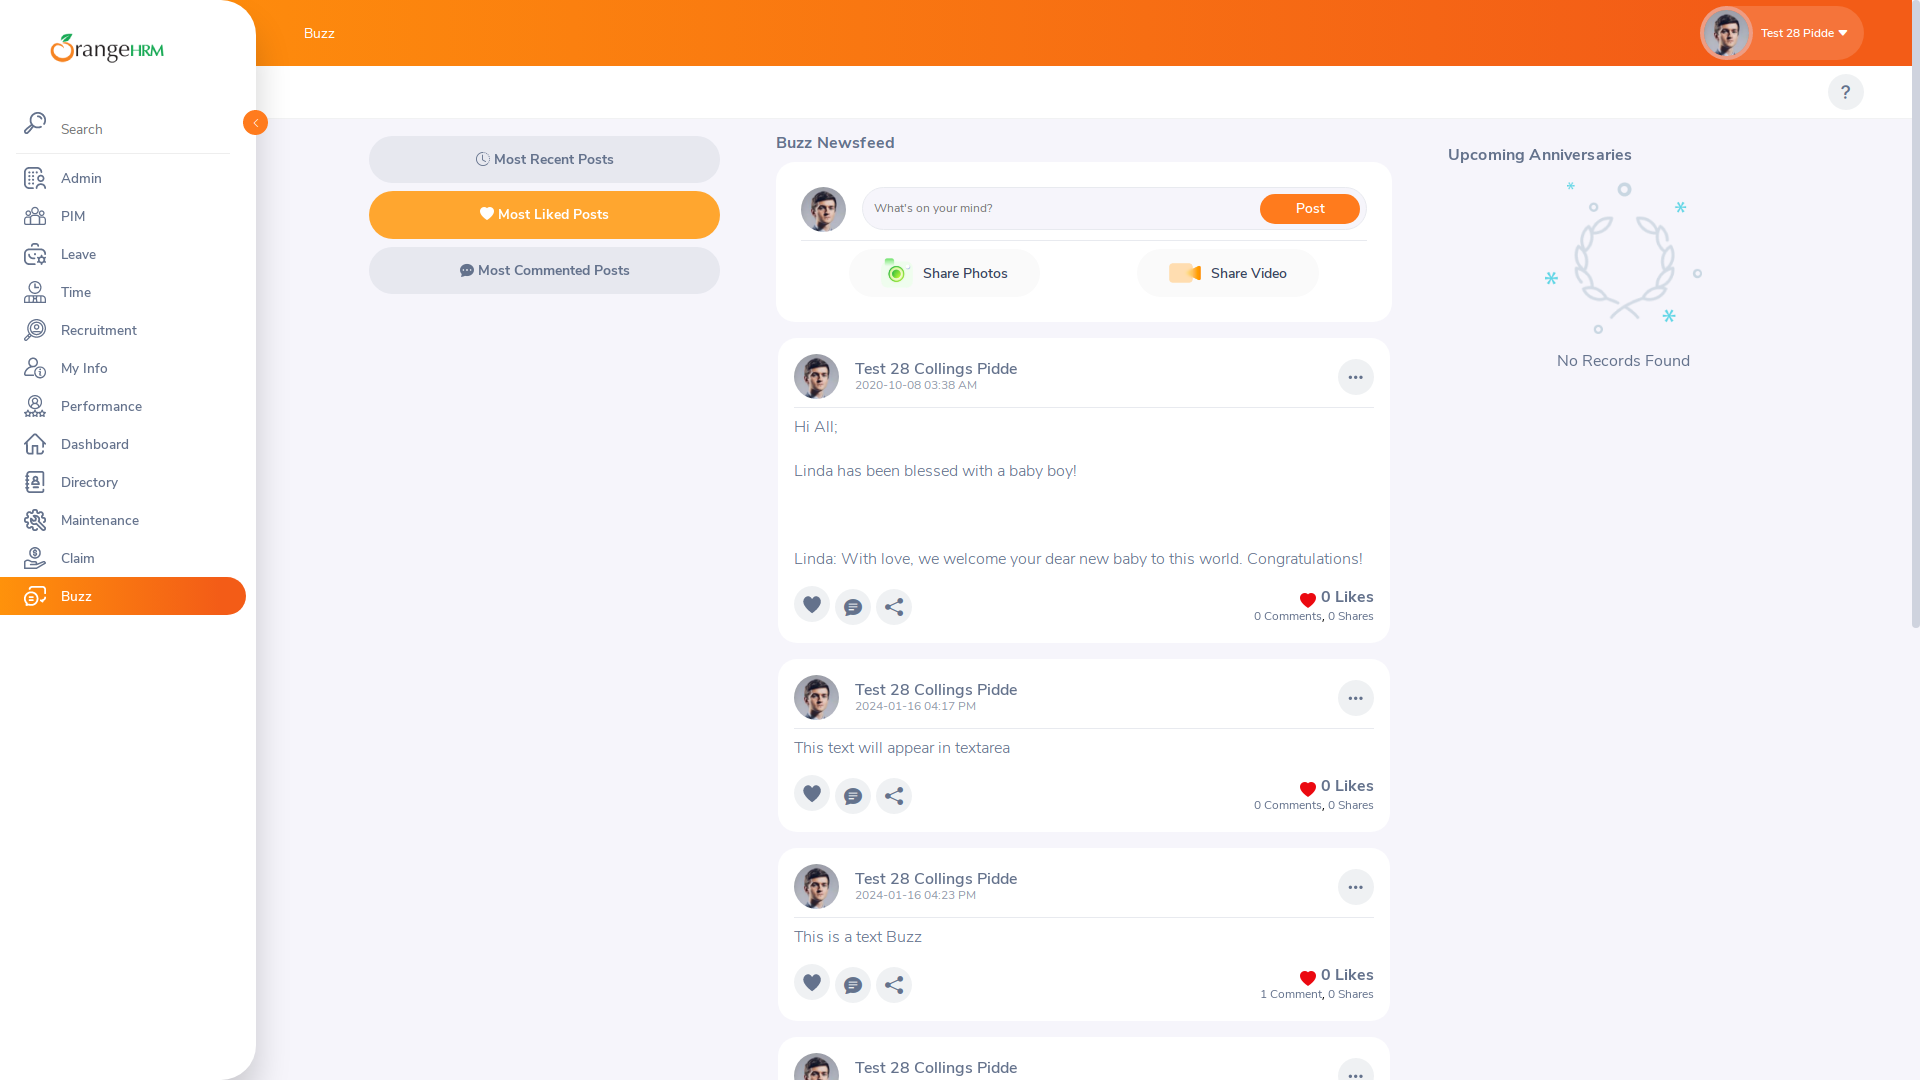 OrangeHRM
Search
Admin
PIM
Leave
Time
Recruitment
My Info
Performance
Dashboard
Directory
Maintenance
Claim
Buzz
Buzz
Test 28 Pidde
?
Most Recent Posts
Most Liked Posts
Most Commented Posts
Buzz Newsfeed
What's on your mind?
Post
Share Photos
Share Video
Test 28 Collings Pidde
2020-10-08 03:38 AM
Hi All;
Linda has been blessed with a baby boy!
Linda: With love, we welcome your dear new baby to this world. Congratulations!
0 Likes
0 Comments, 0 Shares
Test 28 Collings Pidde
2024-01-16 04:17 PM
This text will appear in textarea
0 Likes
0 Comments, 0 Shares
Test 28 Collings Pidde
2024-01-16 04:23 PM
This is a text Buzz
0 Likes
1 Comment, 0 Shares
Test 28 Collings Pidde
Upcoming Anniversaries
No Records Found